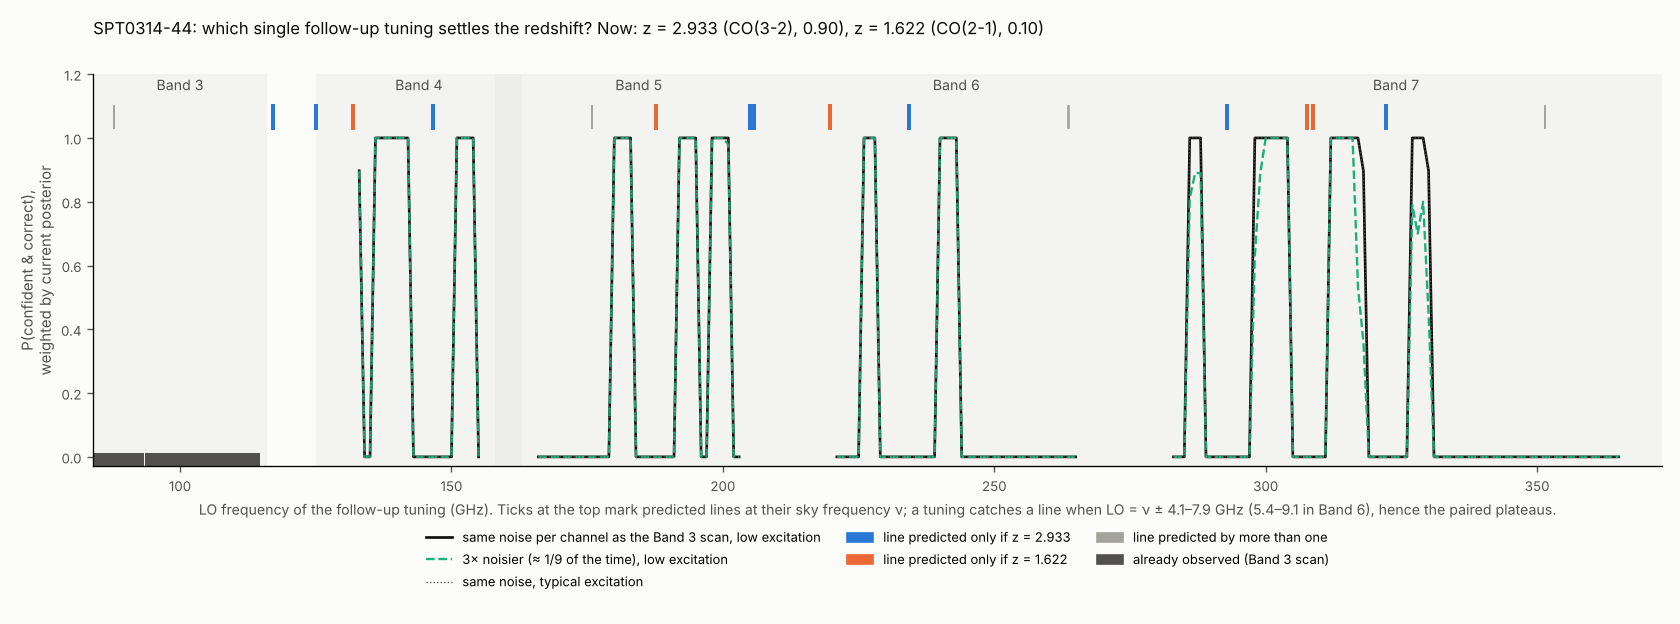 SPT0314-44: which single follow-up tuning settles the redshift? Now: z = 2.933 (CO(3-2), 0.90), z = 1.622 (CO(2-1), 0.10)
Band 3
Band 4
Band 5
Band 6
Band 7
1.2
1.0
0.8
0.6
0.4
0.2
0.0
P(confident & correct),
weighted by current posterior
100
150
200
250
300
350
LO frequency of the follow-up tuning (GHz). Ticks at the top mark predicted lines at their sky frequency ν; a tuning catches a line when LO = ν ± 4.1–7.9 GHz (5.4–9.1 in Band 6), hence the paired plateaus.
same noise per channel as the Band 3 scan, low excitation
3× noisier (≈ 1/9 of the time), low excitation
same noise, typical excitation
line predicted only if z = 2.933
line predicted only if z = 1.622
line predicted by more than one
already observed (Band 3 scan)